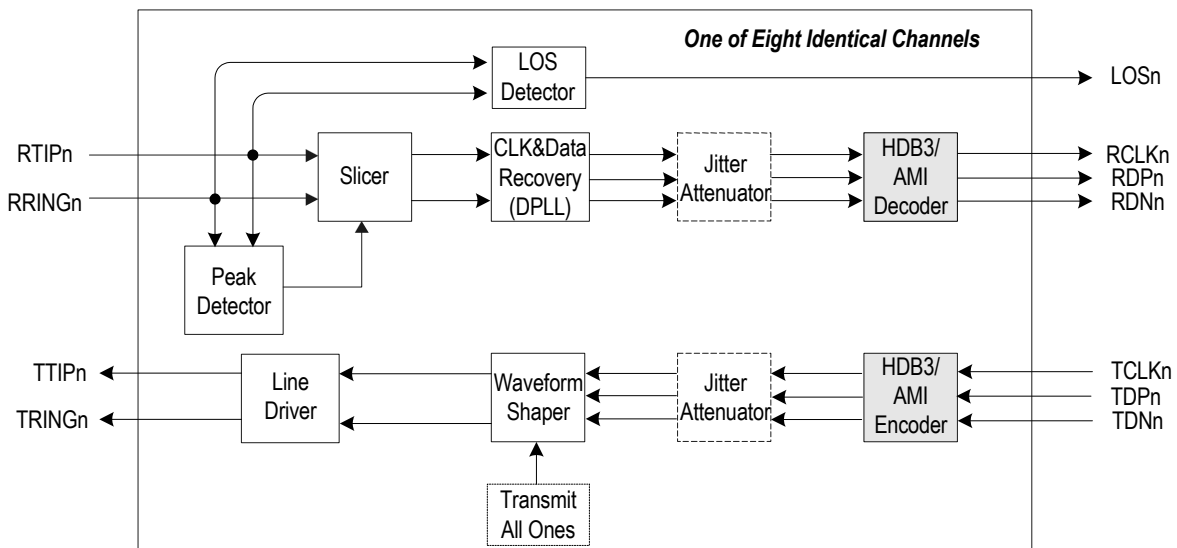 One of Eight Identical Channels
LOS
Detector
LOSn
RTIPn
RRINGn
Slicer
CLK&Data
Recovery
(DPLL)
Jitter
Attenuator
HDB3/
AMI
Decoder
RCLKn
RDPn
RDNn
Peak
Detector
TTIPn
TRINGn
Line
Driver
Waveform
Shaper
Jitter
Attenuator
HDB3/
AMI
Encoder
TCLKn
TDPn
TDNn
Transmit
All Ones